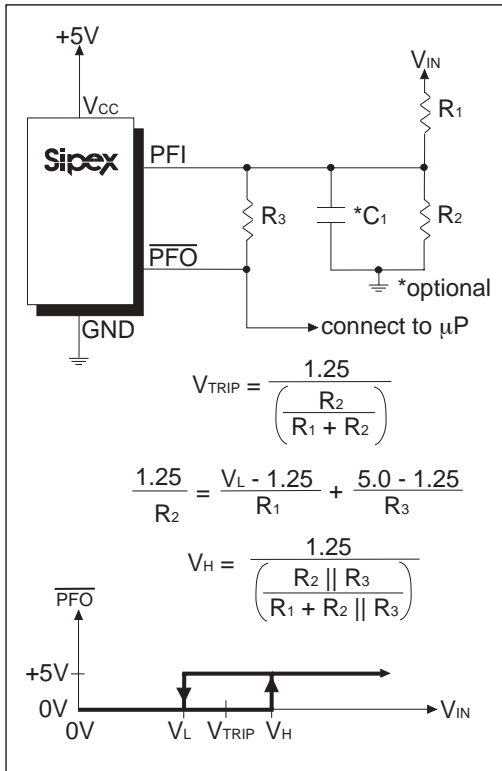 +5V
VCC
VIN
Sipex
PFI
R1
R3
*C1
R2
PFO
*optional
GND
connect to µP
VTRIP = 1.25 / (R2 / (R1 + R2))
1.25 / R2 = (VL - 1.25) / R1 + (5.0 - 1.25) / R3
VH = 1.25 / (R2 || R3 / (R1 + R2 || R3))
PFO
+5V
0V
0V VL VTRIP VH VIN